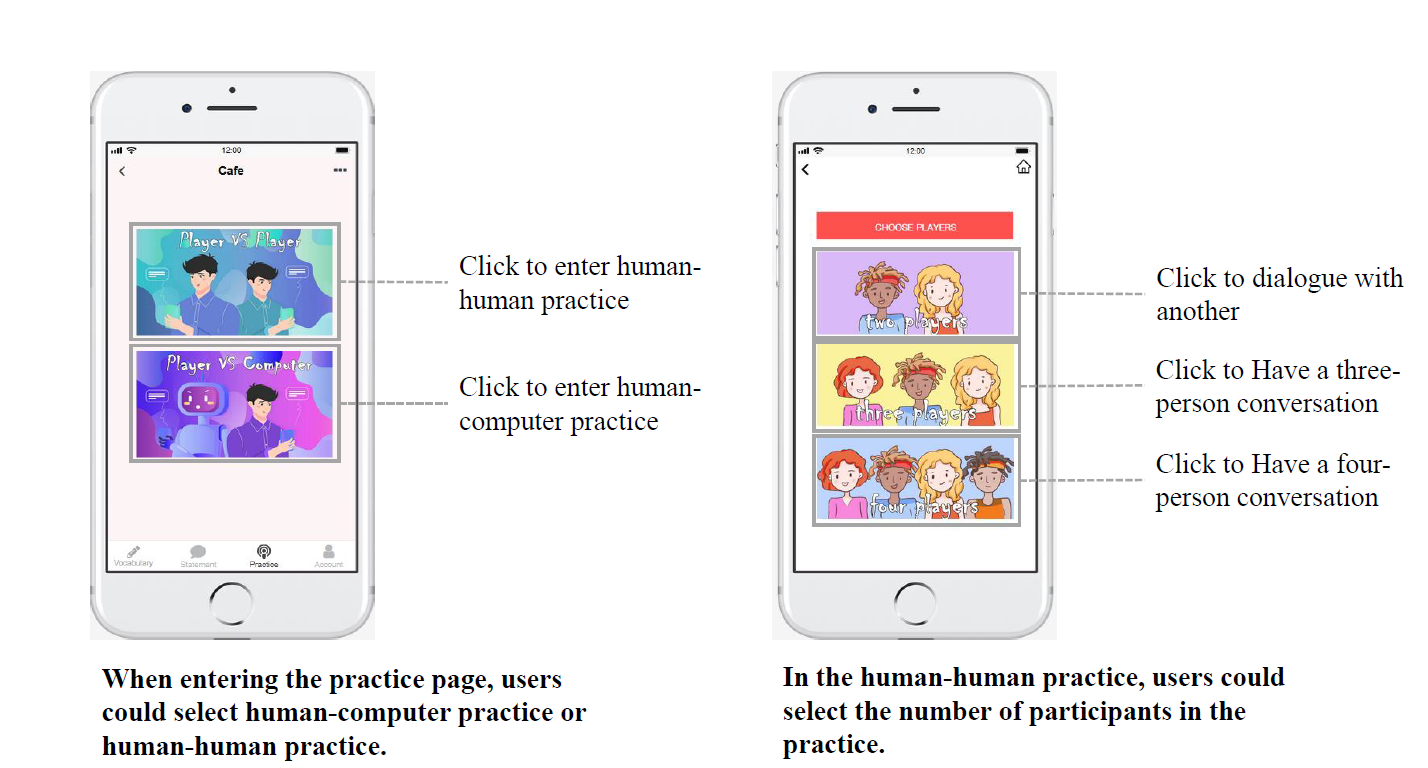 12:00
Cafe
Player VS Player
Click to enter human-
human practice
Player VS Computer
Click to enter human-
computer practice
Vocabulary
Statement
Practice
Account
When entering the practice page, users
could select human-computer practice or
human-human practice.
12:00
CHOOSE PLAYERS
two players
Click to dialogue with
another
three players
Click to Have a three-
person conversation
four players
Click to Have a four-
person conversation
In the human-human practice, users could
select the number of participants in the
practice.